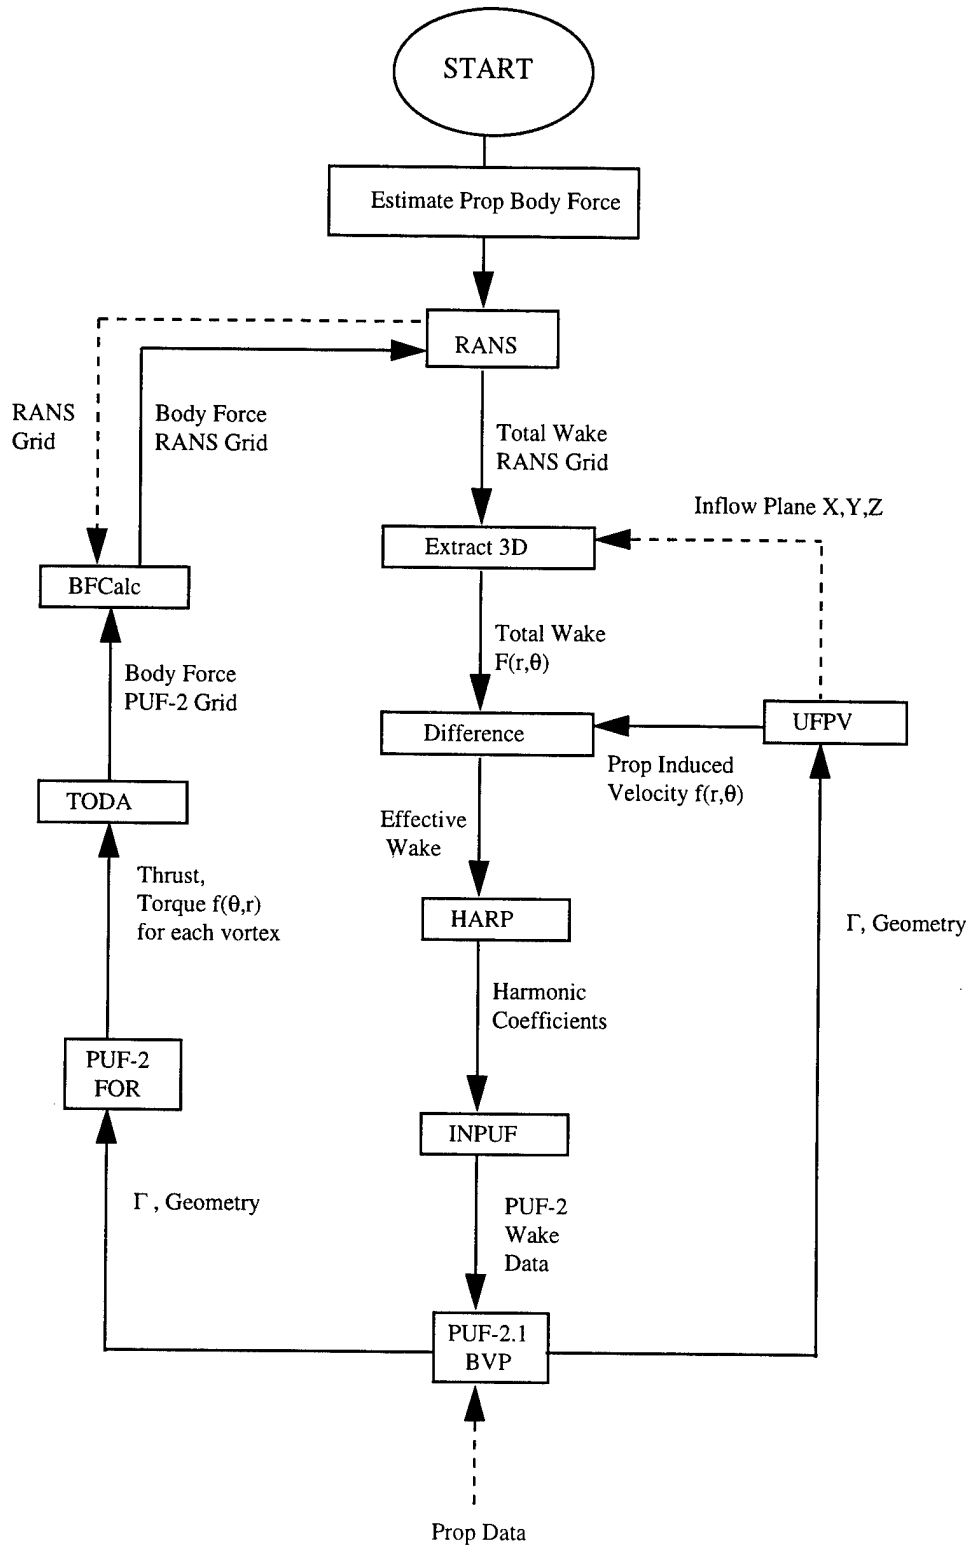 START
Estimate Prop Body Force
RANS
RANS
Grid
Body Force
RANS Grid
Total Wake
RANS Grid
Inflow Plane X,Y,Z
Extract 3D
BFCalc
Total Wake
F(r,θ)
Body Force
PUF-2 Grid
UFPV
Difference
Prop Induced
Velocity f(r,θ)
TODA
Effective
Wake
Thrust,
Torque f(θ,r)
for each vortex
HARP
Γ, Geometry
Harmonic
Coefficients
PUF-2
FOR
INPUF
Γ , Geometry
PUF-2
Wake
Data
PUF-2.1
BVP
Prop Data